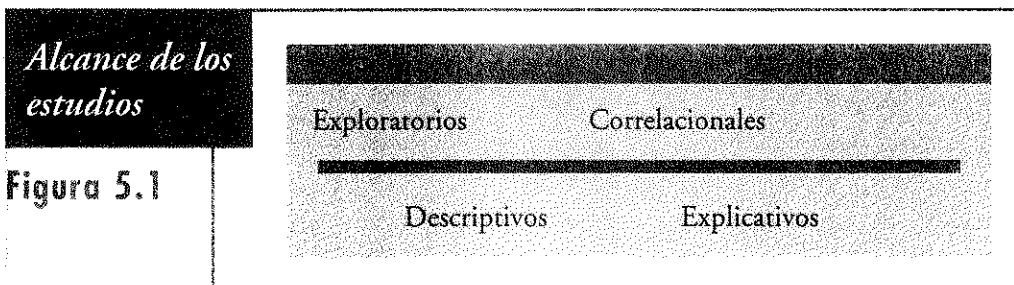 Alcance de los
estudios
Figura 5.1
Exploratorios Correlacionales
Descriptivos Explicativos